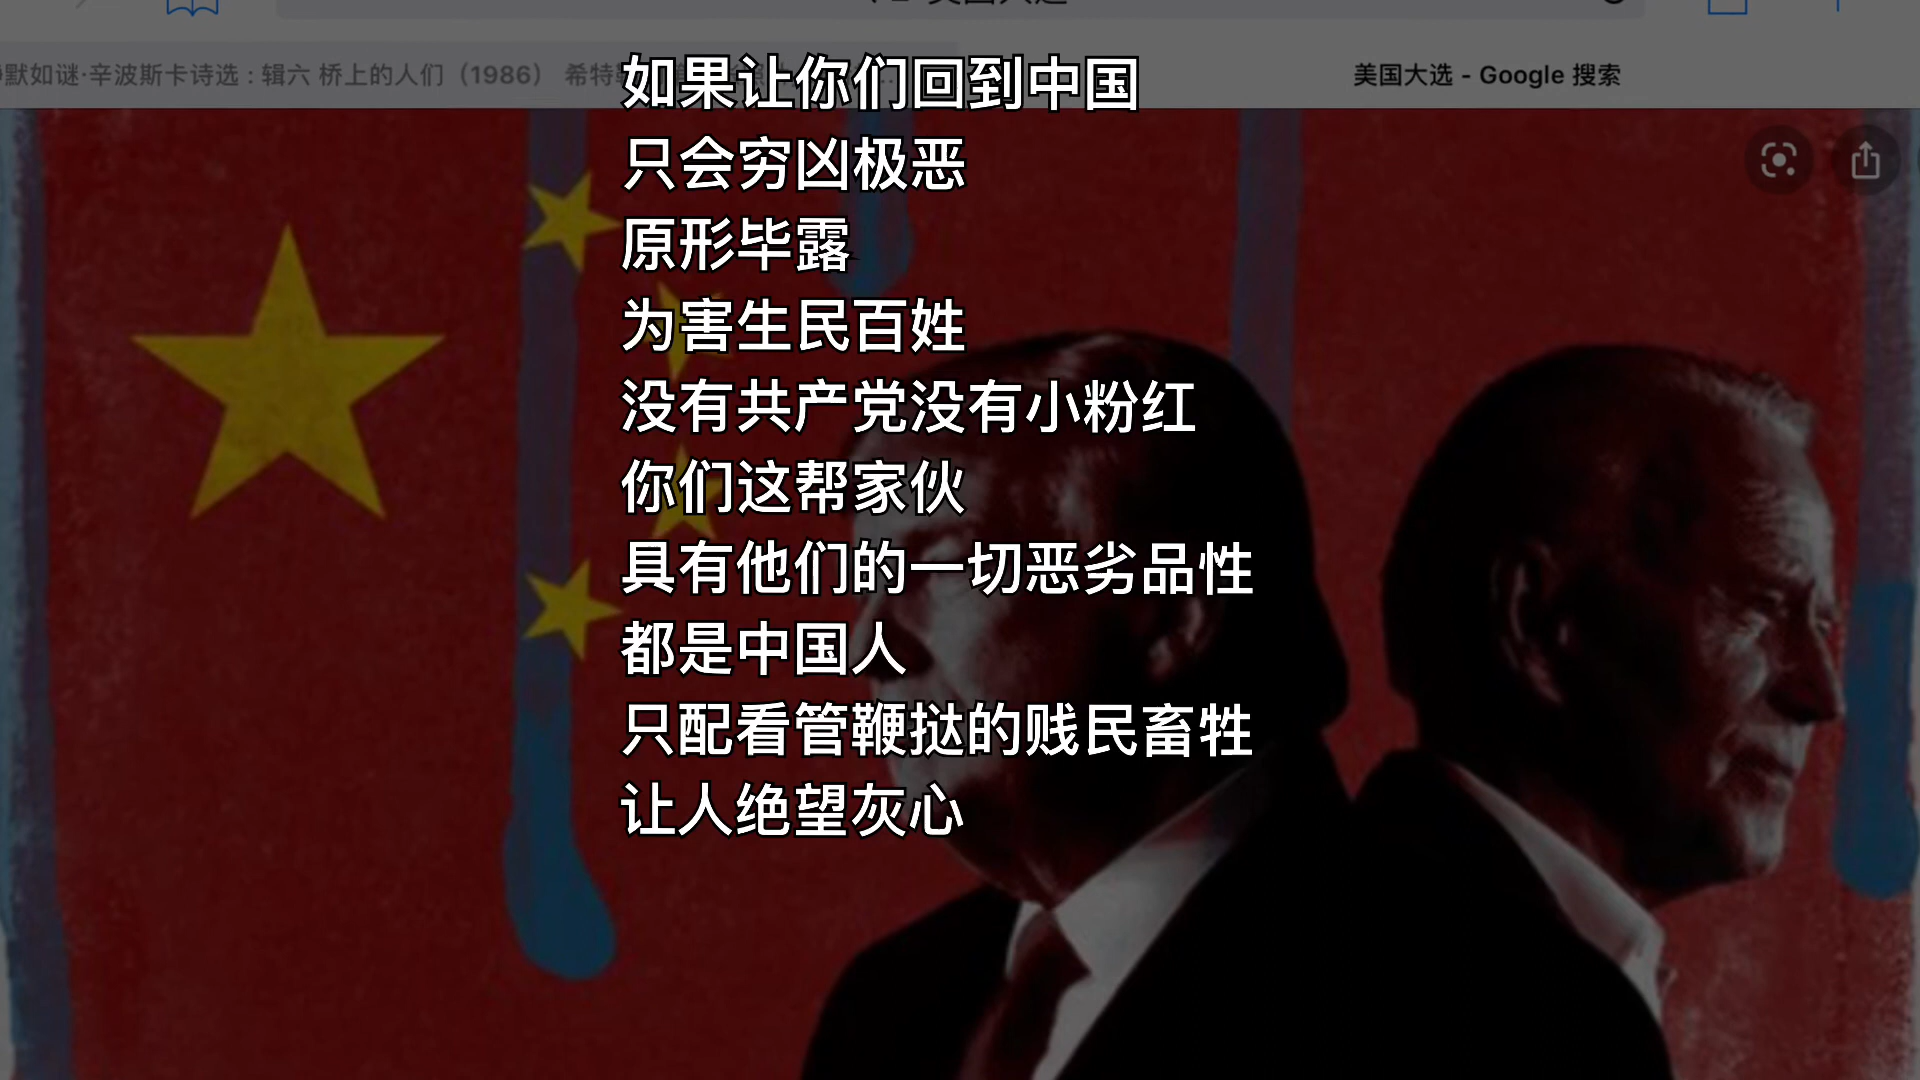 默如谜·辛波斯卡诗选：辑六 桥上的人们（1986） 希特
美国大选 - Google 搜索
如果让你们回到中国
只会穷凶极恶
原形毕露
为害生民百姓
没有共产党没有小粉红
你们这帮家伙
具有他们的一切恶劣品性
都是中国人
只配看管鞭挞的贱民畜牲
让人绝望灰心